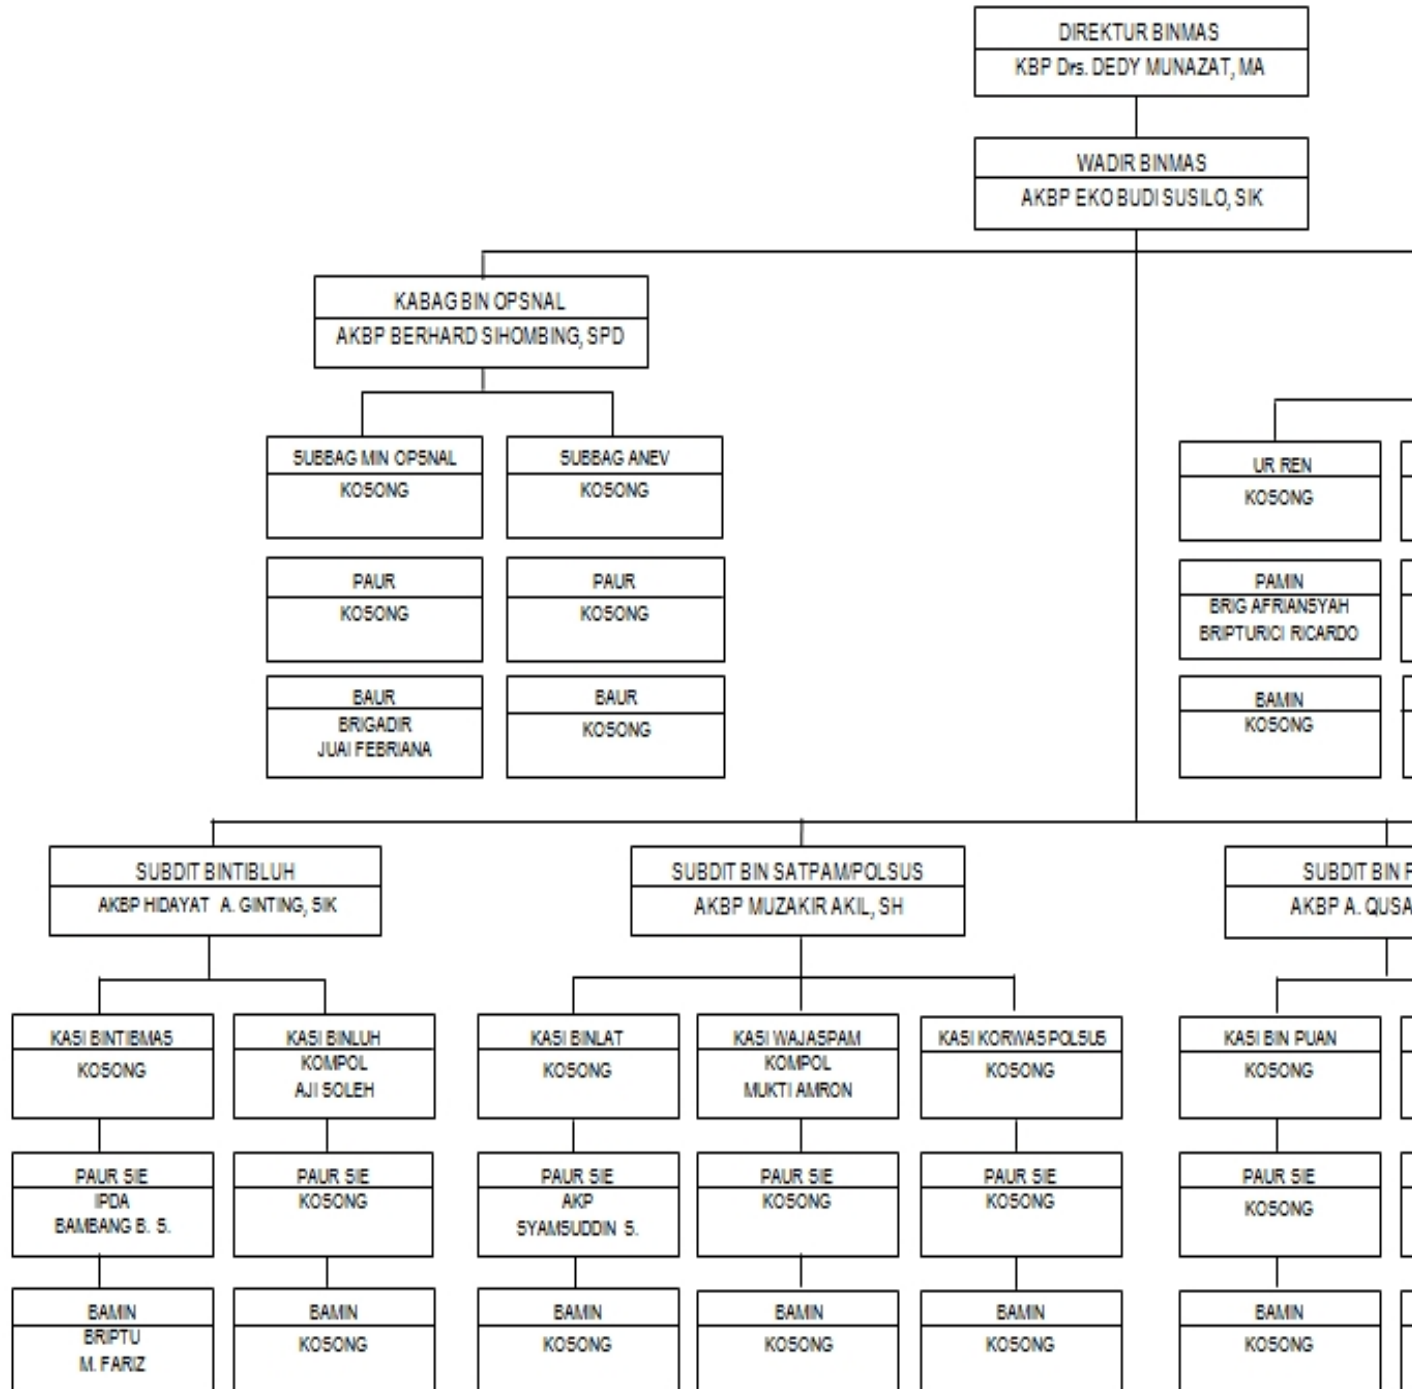 DIREKTUR BINMAS
KBP Drs. DEDY MUNAZAT, MA
WADIR BINMAS
AKBP EKO BUDI SUSILO, SIK
KABAG BIN OPSNAL
AKBP BERHARD SIHOMBING, SPD
SUBBAG MIN OPSNAL
KOSONG
SUBBAG ANEV
KOSONG
UR REN
KOSONG
PAUR
KOSONG
PAUR
KOSONG
PAMIN
BRIG AFRIANSYAH
BRIPTU RICI RICARDO
BAUR
BRIGADIR
JUAI FEBRIANA
BAUR
KOSONG
BAMIN
KOSONG
SUBDIT BINTIBLUH
AKBP HIDAYAT A. GINTING, SIK
SUBDIT BIN SATPAM/POLSUS
AKBP MUZAKIR AKIL, SH
SUBDIT BIN
AKBP A.
KASI BINTIBMAS
KOSONG
KASI BINLUH
KOMPOL
AJI SOLEH
KASI BINLAT
KOSONG
KASI WAJASPAM
KOMPOL
MUKTI AMRON
KASI KORWAS POLSUS
KOSONG
KASI BIN PUAN
KOSONG
PAUR SIE
IPDA
BAMBANG B. S.
PAUR SIE
KOSONG
PAUR SIE
AKP
SYAMSUDDIN S.
PAUR SIE
KOSONG
PAUR SIE
KOSONG
PAUR SIE
KOSONG
BAMIN
BRIPTU
M. FARIZ
BAMIN
KOSONG
BAMIN
KOSONG
BAMIN
KOSONG
BAMIN
KOSONG
BAMIN
KOSONG